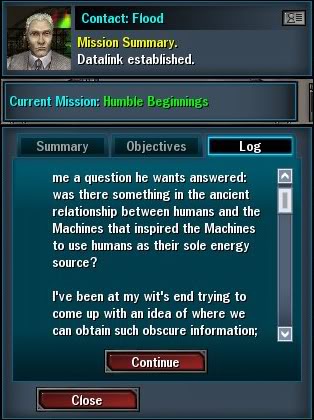 Contact: Flood
Mission Summary.
Datalink established.
Current Mission: Humble Beginnings
Summary
Objectives
Log
me a question he wants answered:
was there something in the ancient
relationship between humans and the
Machines that inspired the Machines
to use humans as their sole energy
source?
I've been at my wit's end trying to
come up with an idea of where we
can obtain such obscure information;
Continue
Close